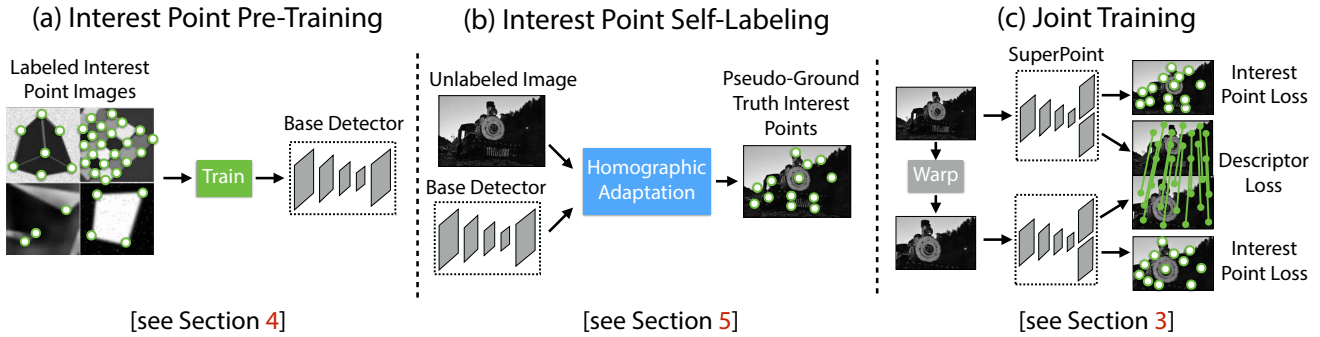 (a) Interest Point Pre-Training
Labeled Interest
Point Images
Train
Base Detector
[see Section 4]
(b) Interest Point Self-Labeling
Unlabeled Image
Base Detector
Homographic
Adaptation
Pseudo-Ground
Truth Interest
Points
[see Section 5]
(c) Joint Training
SuperPoint
Warp
Interest
Point Loss
Descriptor
Loss
Interest
Point Loss
[see Section 3]